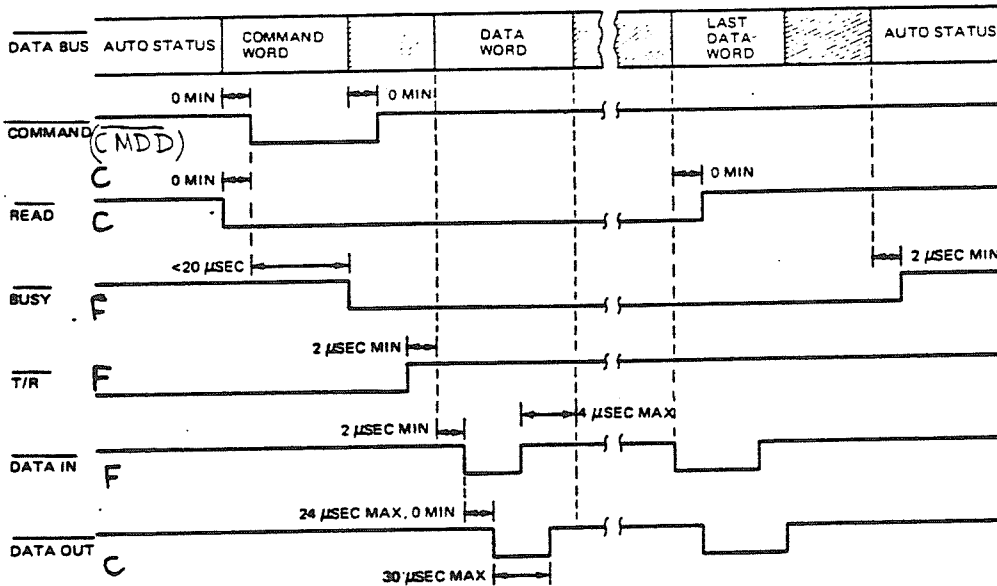 DATA BUS
AUTO STATUS
COMMAND
WORD
DATA
WORD
LAST
DATA
WORD
AUTO STATUS
0 MIN
0 MIN
COMMAND
(CMDD)
C
0 MIN
0 MIN
READ
C
<20 µSEC
2 µSEC MIN
BUSY
F
2 µSEC MIN
T/R
F
4 µSEC MAX
2 µSEC MIN
DATA IN
F
24 µSEC MAX, 0 MIN
DATA OUT
C
30 µSEC MAX